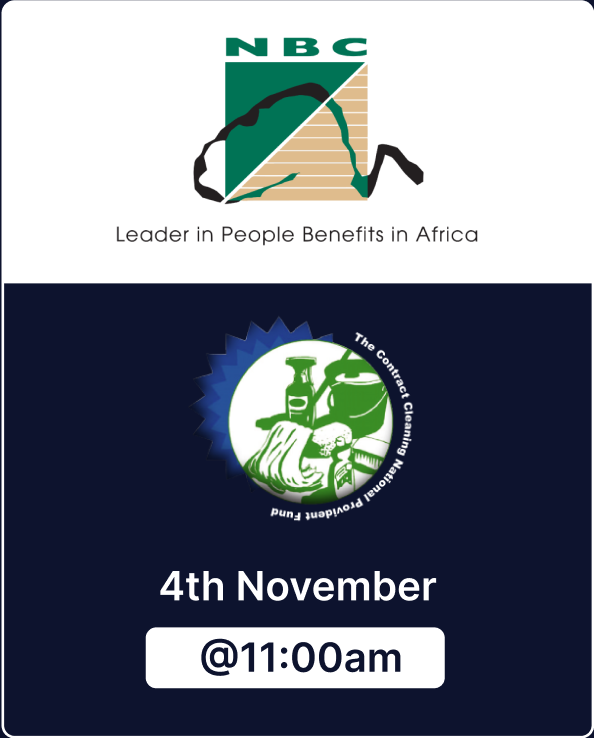 NBC
Leader in People Benefits in Africa
The Contract Cleaning National Provident Fund
4th November
@11:00am